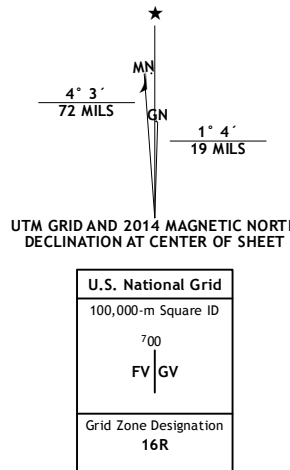 ★
MN
4° 3´
72 MILS
GN
1° 4´
19 MILS
UTM GRID AND 2014 MAGNETIC NORT
DECLINATION AT CENTER OF SHEET
U.S. National Grid
100,000-m Square ID
⁷00
FV GV
Grid Zone Designation
16R